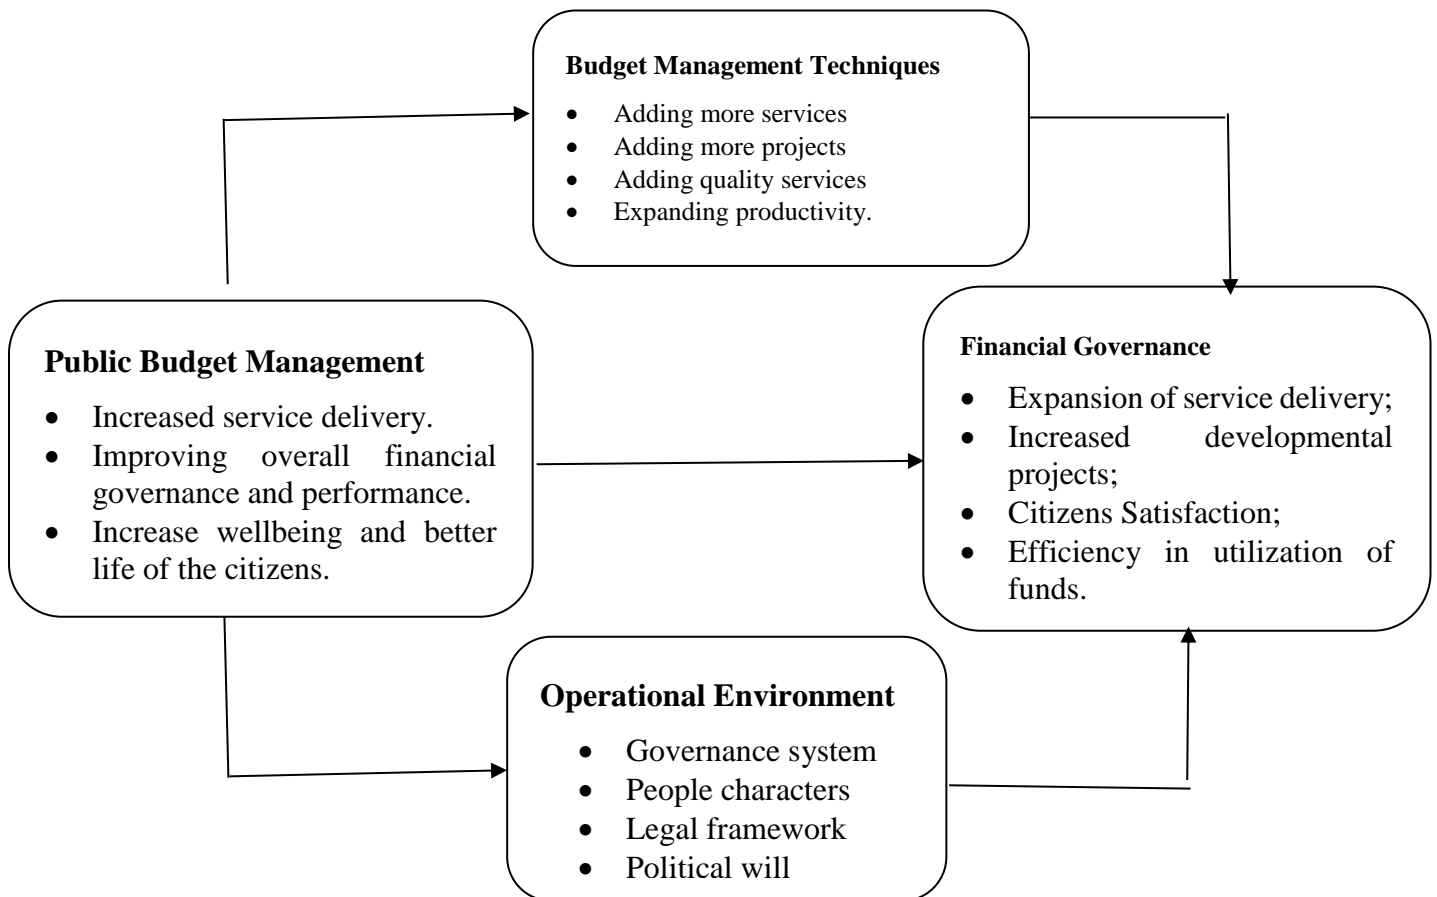 Budget Management Techniques
• Adding more services
• Adding more projects
• Adding quality services
• Expanding productivity.
Public Budget Management
• Increased service delivery.
• Improving overall financial
governance and performance.
• Increase wellbeing and better
life of the citizens.
Financial Governance
• Expansion of service delivery;
• Increased developmental
projects;
• Citizens Satisfaction;
• Efficiency in utilization of
funds.
Operational Environment
• Governance system
• People characters
• Legal framework
• Political will